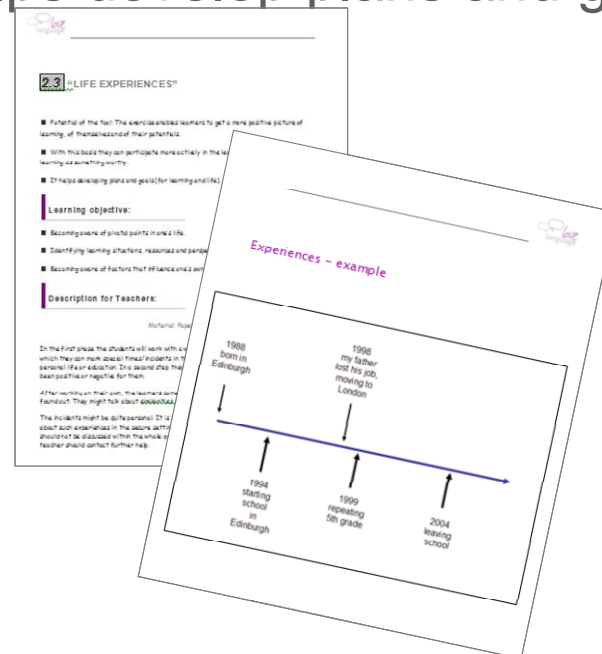 love
language
2.3 "LIFE EXPERIENCES"
■ Potential of the tool: The exercise enables learners to get a more positive picture of
learning, of themselves and of their potentials.
■ With this basis they can participate more actively in the
learning as something worthy.
■ It helps developing plans and goals (for learning and life).
Learning objective:
■ Becoming aware of pivotal points in one's life.
■ Identifying learning situations, resources and
■ Becoming aware of factors that influence one's
Description for Teachers:
Material:
In the first phase the students will work with a
which they can mark special times/incidents in
personal life or education. In a second step they
been positive or negative for them.
After working on their own, the learners
found out. They might talk about
The incidents might be quite personal. It is
about such experiences in the secure
should not be discussed within the whole
teacher should contact further help.
love
language
Experiences – example
1988
born in
Edinburgh
1998
my father
lost his job,
moving to
London
1994
starting
school
in
Edinburgh
1999
repeating
5th grade
2004
leaving
school